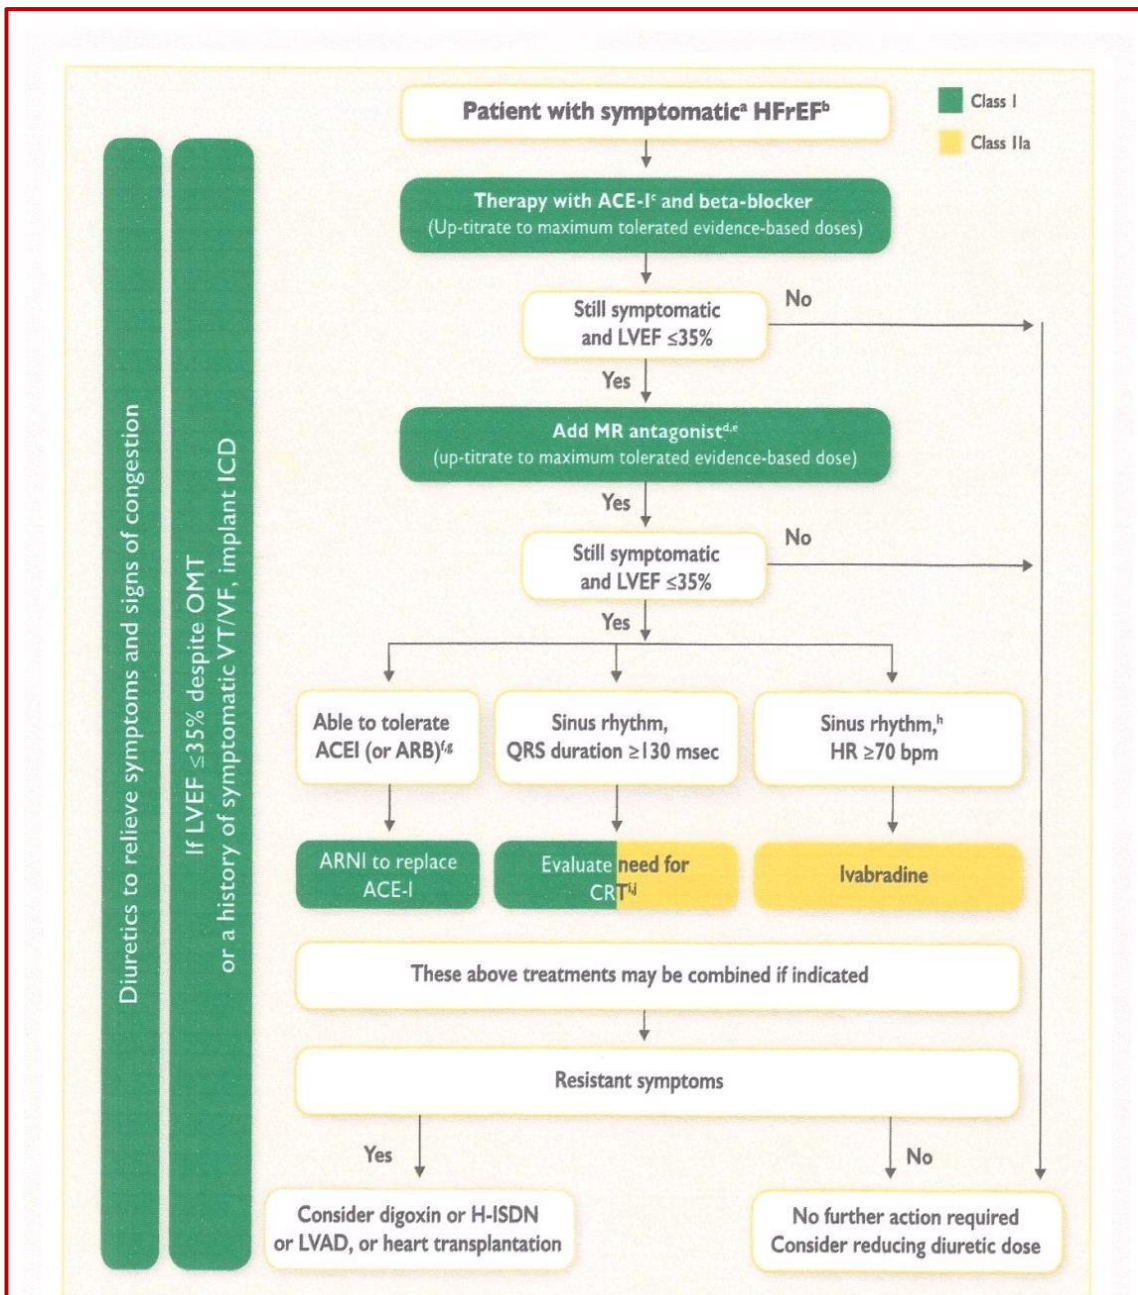 Patient with symptomaticᵃ HFrEFᵇ
Class I
Class IIa
Diuretics to relieve symptoms and signs of congestion
If LVEF ≤35% despite OMT
or a history of symptomatic VT/VF, implant ICD
Therapy with ACE-Iᶜ and beta-blocker
(Up-titrate to maximum tolerated evidence-based doses)
Still symptomatic
and LVEF ≤35%
No
Yes
Add MR antagonistᵈ,ᵉ
(up-titrate to maximum tolerated evidence-based dose)
Yes
Still symptomatic
and LVEF ≤35%
No
Yes
Able to tolerate
ACEI (or ARB)ᶠ,ᵍ
Sinus rhythm,
QRS duration ≥130 msec
Sinus rhythm,ʰ
HR ≥70 bpm
ARNI to replace
ACE-I
Evaluate need for
CRTⁱ,ʲ
Ivabradine
These above treatments may be combined if indicated
Resistant symptoms
Yes
No
Consider digoxin or H-ISDN
or LVAD, or heart transplantation
No further action required
Consider reducing diuretic dose